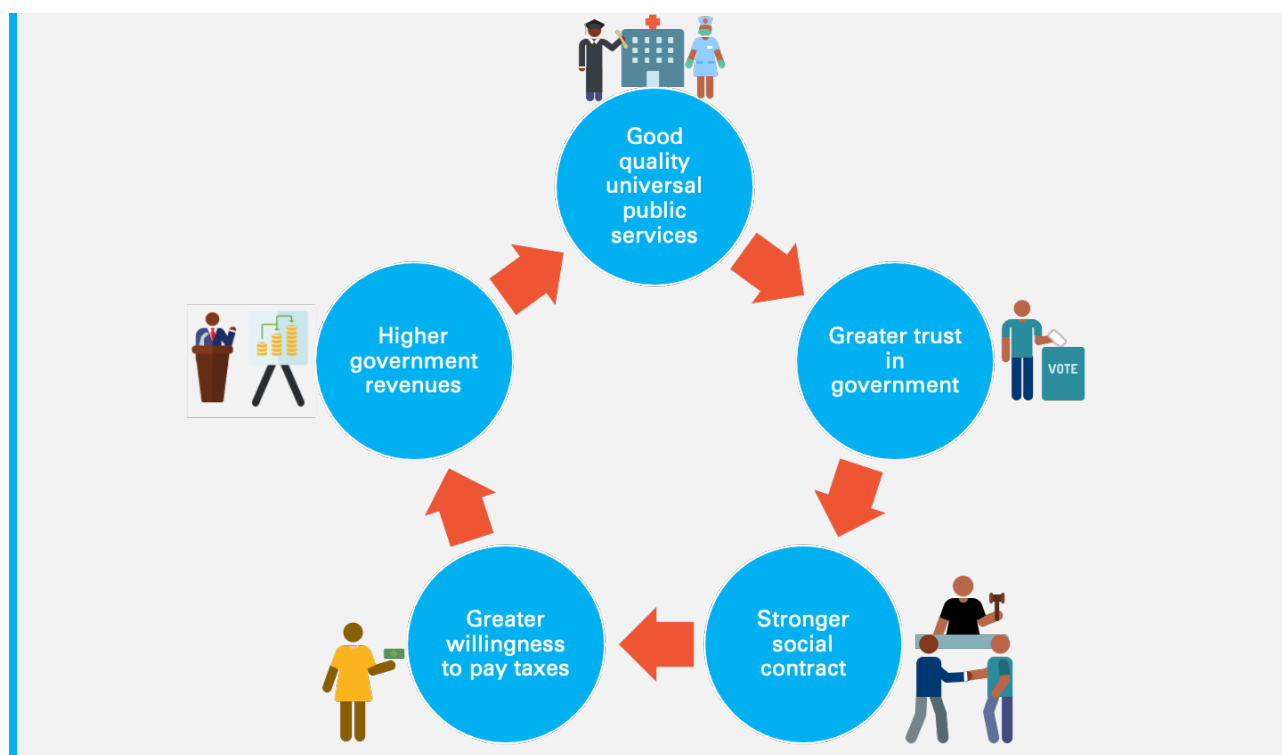 Good
quality
universal
public
services
Greater trust
in
government
VOTE
Stronger
social
contract
Greater
willingness
to pay taxes
Higher
government
revenues